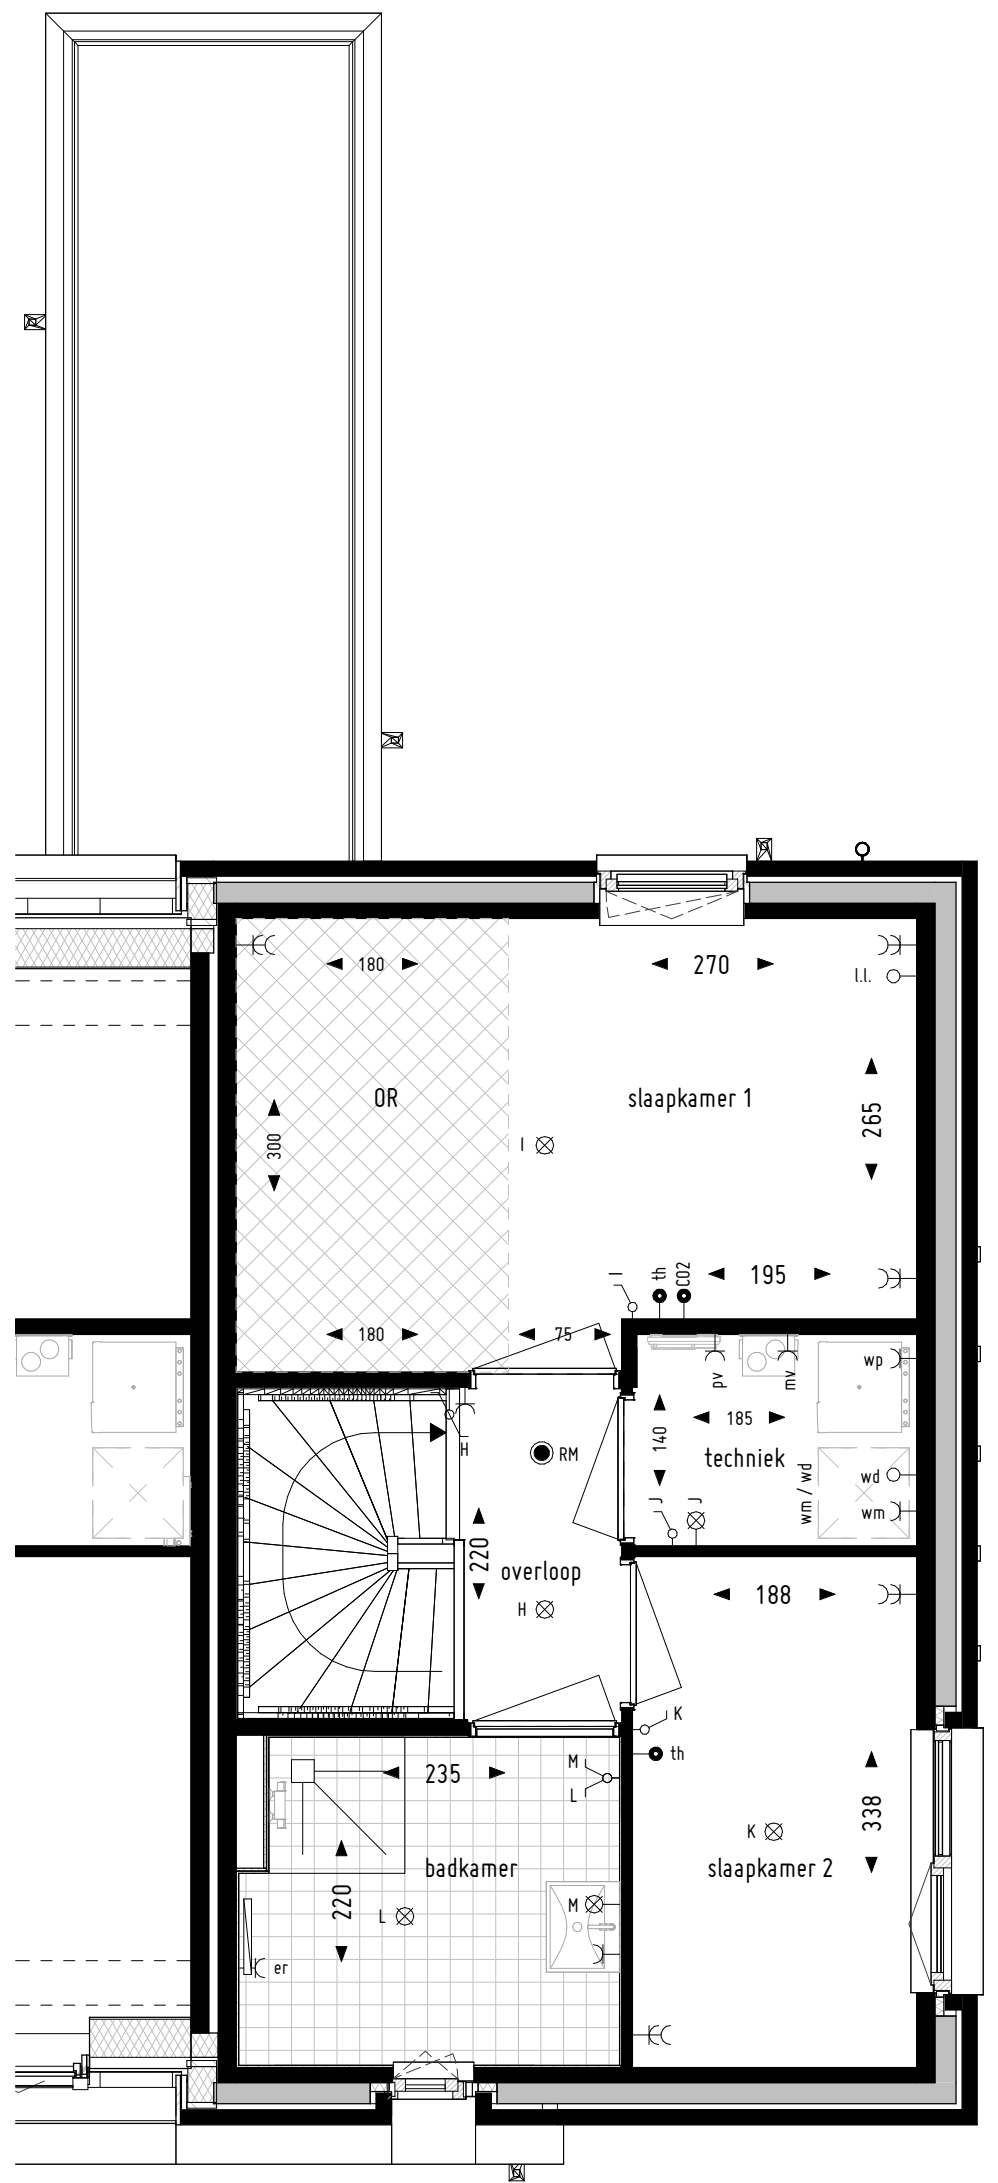 180
270
l.l.
OR
slaapkamer 1
300
265
I
I
th
CO2
195
180
75
pv
mv
wp
185
140
techniek
H
RM
wm / wd
wd
wm
J
J
220
overloop
H
188
K
th
M
L
235
220
badkamer
K
338
slaapkamer 2
L
M
er